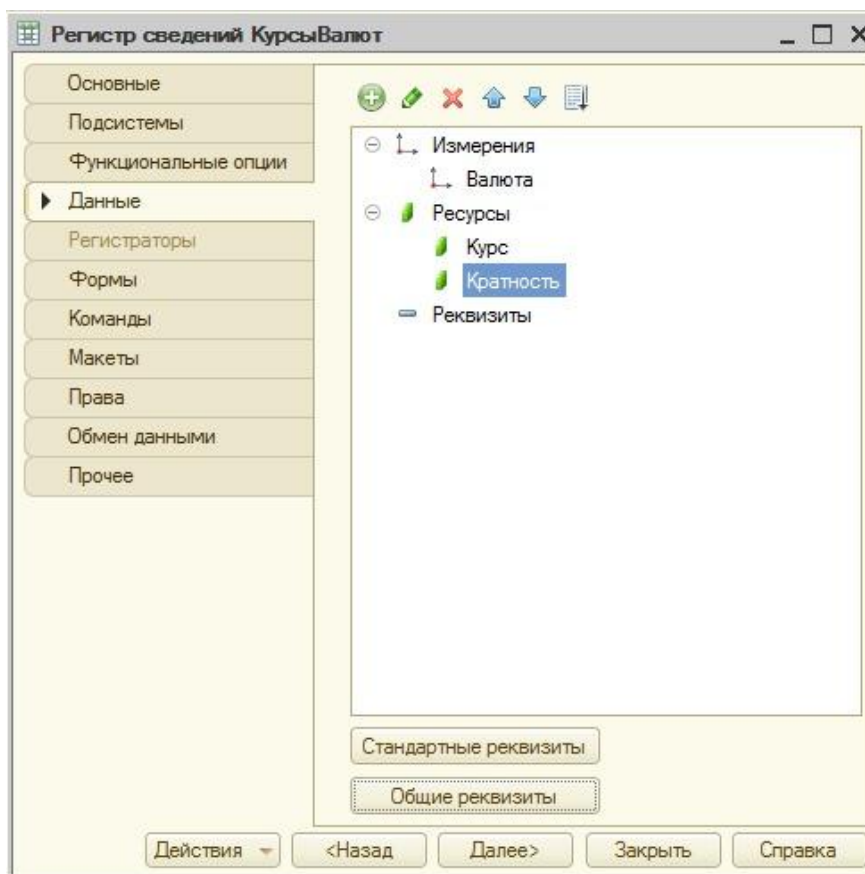 Регистр сведений КурсыВалют
Основные
Подсистемы
Функциональные опции
Данные
Регистраторы
Формы
Команды
Макеты
Права
Обмен данными
Прочее
Измерения
Валюта
Ресурсы
Курс
Кратность
Реквизиты
Стандартные реквизиты
Общие реквизиты
Действия <Назад Далее> Закрыть Справка